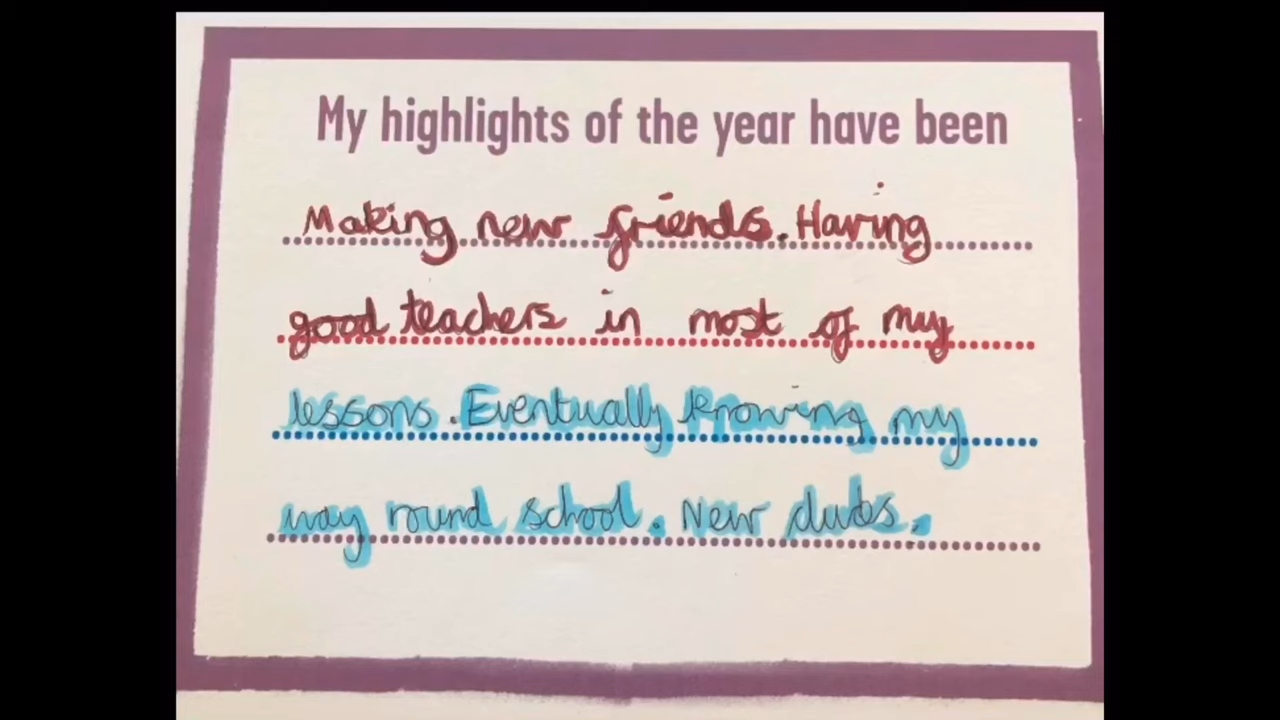 My highlights of the year have been
Making new friends. Having
good teachers in most of my
lessons. Eventually knowing my
way round school. New clubs.